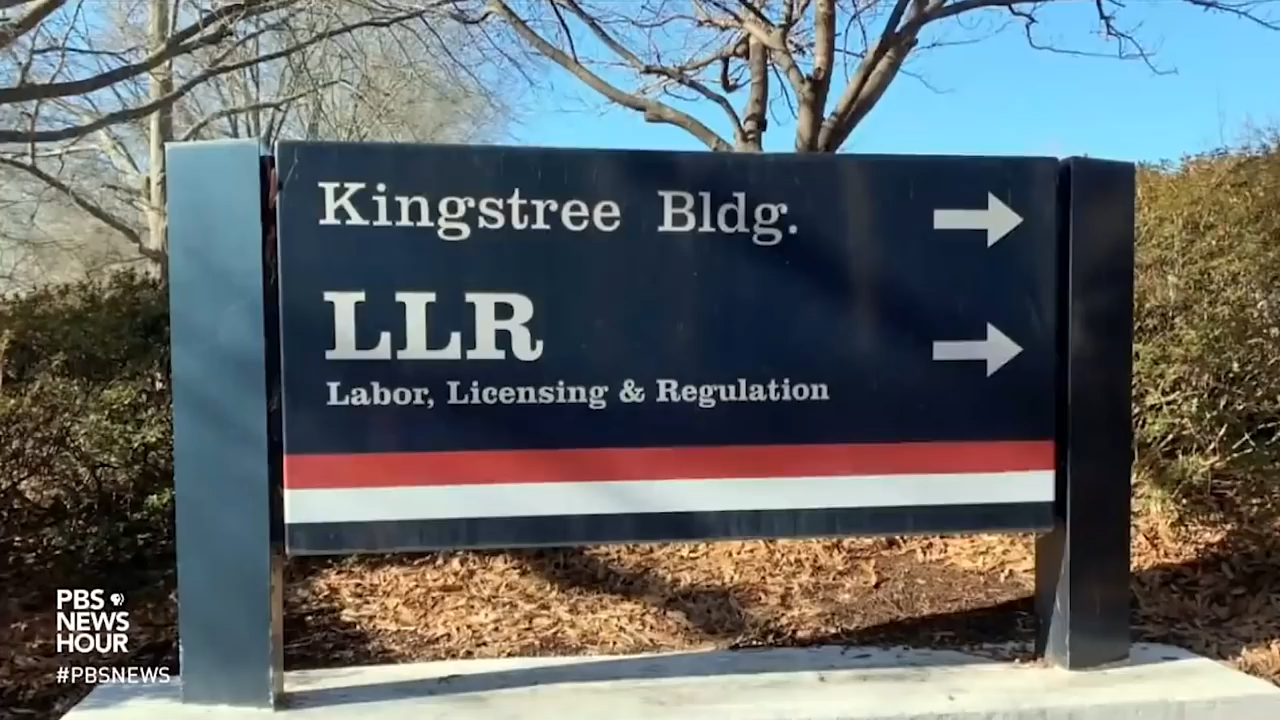 Kingstree Bldg.
LLR
Labor, Licensing & Regulation
PBS
NEWS
HOUR
#PBSNEWS